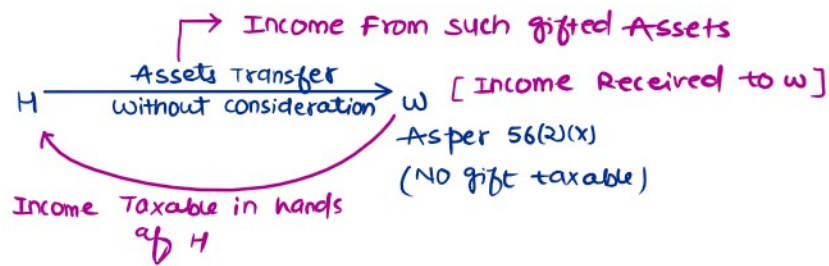 Income From such gifted Assets
Assets Transfer
H without consideration W [Income Received to W]
As per 56(2)(x)
(NO gift taxable)
Income Taxable in hands
of H